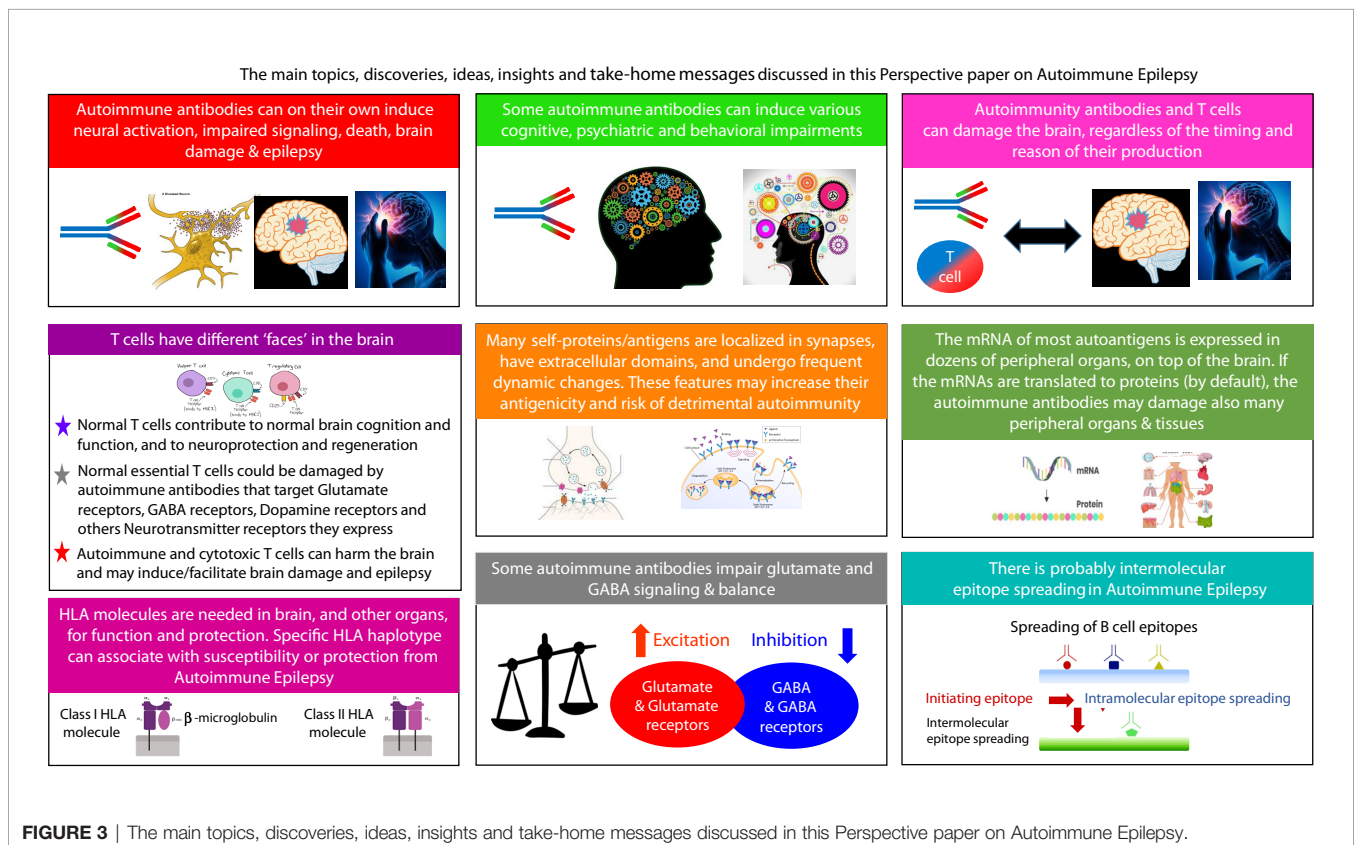 The main topics, discoveries, ideas, insights and take-home messages discussed in this Perspective paper on Autoimmune Epilepsy
Autoimmune antibodies can on their own induce
neural activation, impaired signaling, death, brain
damage & epilepsy
Some autoimmune antibodies can induce various
cognitive, psychiatric and behavioral impairments
Autoimmunity antibodies and T cells
can damage the brain, regardless of the timing and
reason of their production
T
cell
T cells have different ‘faces’ in the brain
Normal T cells contribute to normal brain cognition and
function, and to neuroprotection and regeneration
Normal essential T cells could be damaged by
autoimmune antibodies that target Glutamate
receptors, GABA receptors, Dopamine receptors and
others Neurotransmitter receptors they express
Autoimmune and cytotoxic T cells can harm the brain
and may induce/facilitate brain damage and epilepsy
Many self-proteins/antigens are localized in synapses,
have extracellular domains, and undergo frequent
dynamic changes. These features may increase their
antigenicity and risk of detrimental autoimmunity
The mRNA of most autoantigens is expressed in
dozens of peripheral organs, on top of the brain. If
the mRNAs are translated to proteins (by default), the
autoimmune antibodies may damage also many
peripheral organs & tissues
mRNA
Protein
HLA molecules are needed in brain, and other organs,
for function and protection. Specific HLA haplotype
can associate with susceptibility or protection from
Autoimmune Epilepsy
Class I HLA
molecule
β-microglobulin
Class II HLA
molecule
Some autoimmune antibodies impair glutamate and
GABA signaling & balance
Excitation
Inhibition
Glutamate
& Glutamate
receptors
GABA
& GABA
receptors
There is probably intermolecular
epitope spreading in Autoimmune Epilepsy
Spreading of B cell epitopes
Initiating epitope
Intramolecular epitope spreading
Intermolecular
epitope spreading
FIGURE 3 | The main topics, discoveries, ideas, insights and take-home messages discussed in this Perspective paper on Autoimmune Epilepsy.